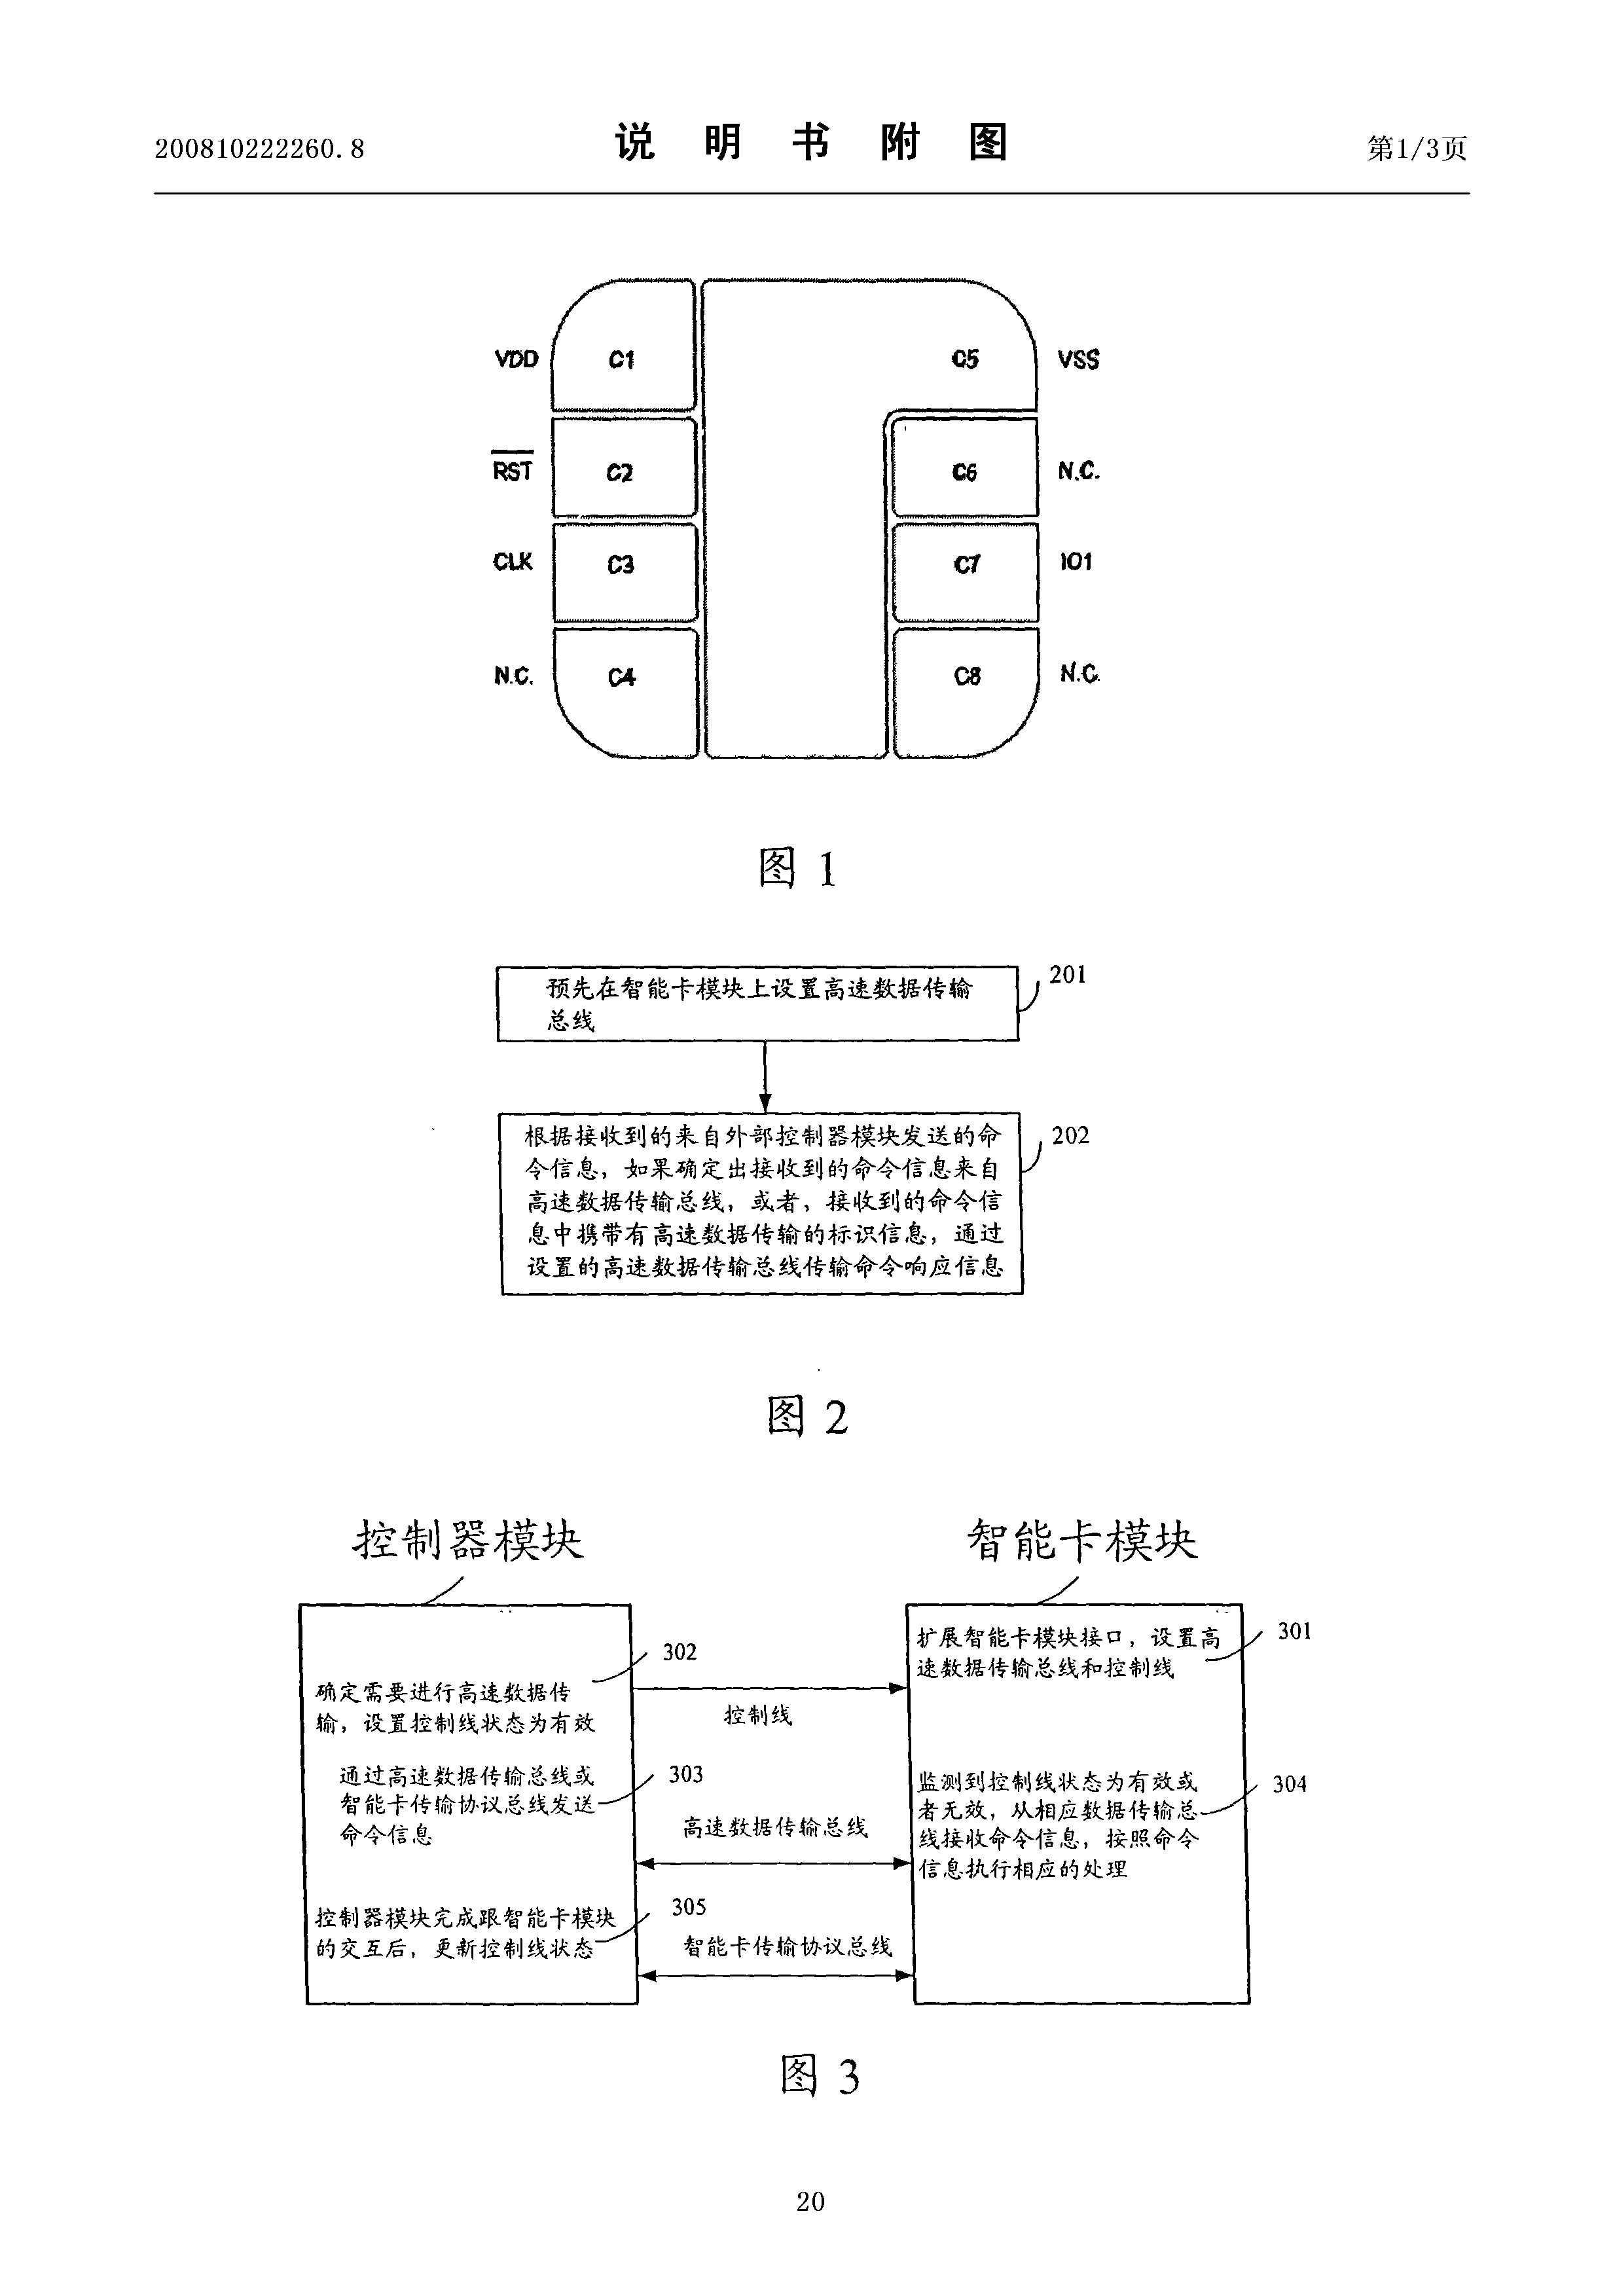 200810222260.8
说 明 书 附 图
第1/3页
VDD C1 C5 VSS
RST C2 C6 N.C.
CLK C3 C7 IO1
N.C. C4 C8 N.C.
图 1
预先在智能卡模块上设置高速数据传输
总线
201
根据接收到的来自外部控制器模块发送的命
令信息，如果确定出接收到的命令信息来自
高速数据传输总线，或者，接收到的命令信
息中携带有高速数据传输的标识信息，通过
设置的高速数据传输总线传输命令响应信息
202
图 2
控制器模块
智能卡模块
302
确定需要进行高速数据传
输，设置控制线状态为有效
通过高速数据传输总线或
智能卡传输协议总线发送
命令信息
303
控制器模块完成跟智能卡模块
的交互后，更新控制线状态
305
控制线
高速数据传输总线
智能卡传输协议总线
扩展智能卡模块接口，设置高
速数据传输总线和控制线
301
监测到控制线状态为有效或
者无效，从相应数据传输总
线接收命令信息，按照命令
信息执行相应的处理
304
图 3
20